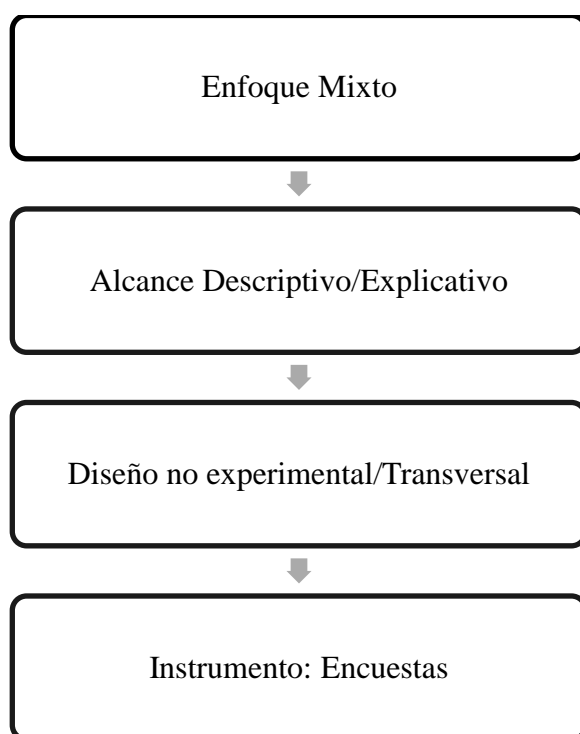 Enfoque Mixto
Alcance Descriptivo/Explicativo
Diseño no experimental/Transversal
Instrumento: Encuestas